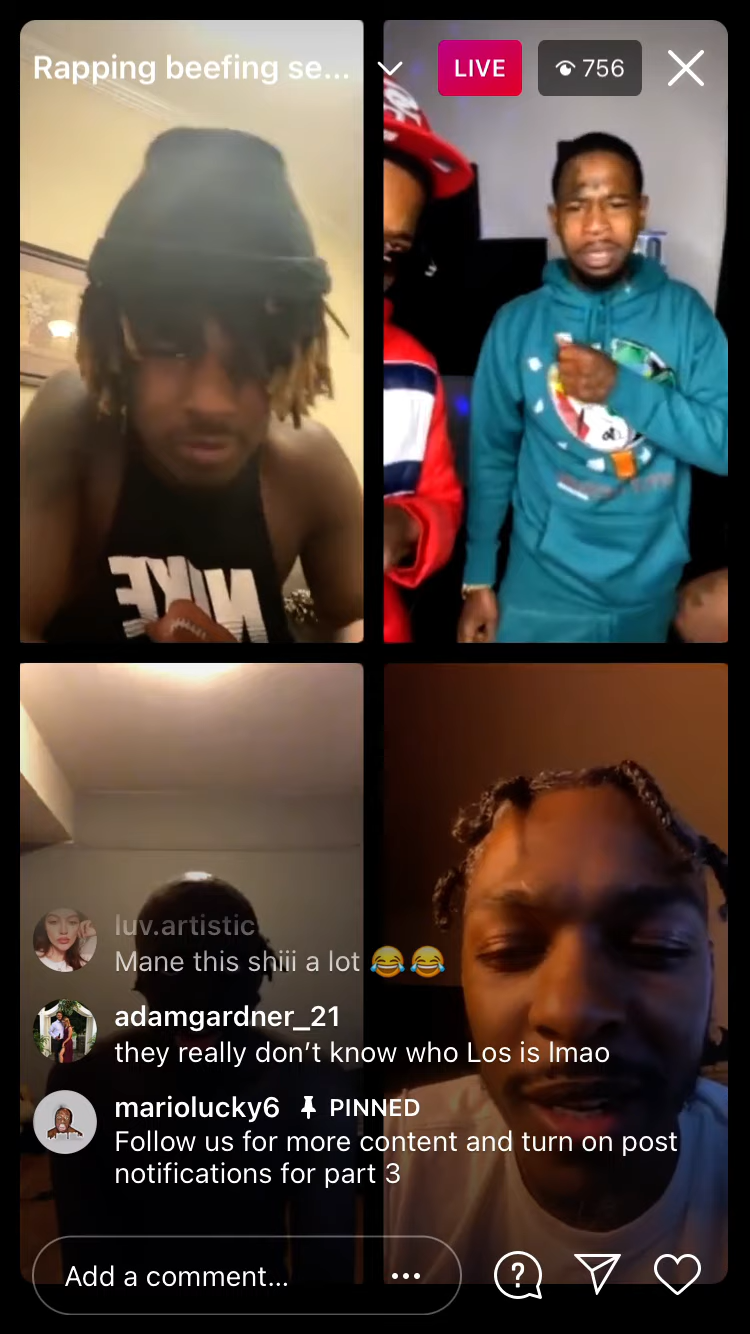 Rapping beefing se...
LIVE
756
NIKE
luv.artistic
Mane this shiii a lot 😂😂
adamgardner_21
they really don't know who Los is lmao
mariolucky6 PINNED
Follow us for more content and turn on post
notifications for part 3
Add a comment...